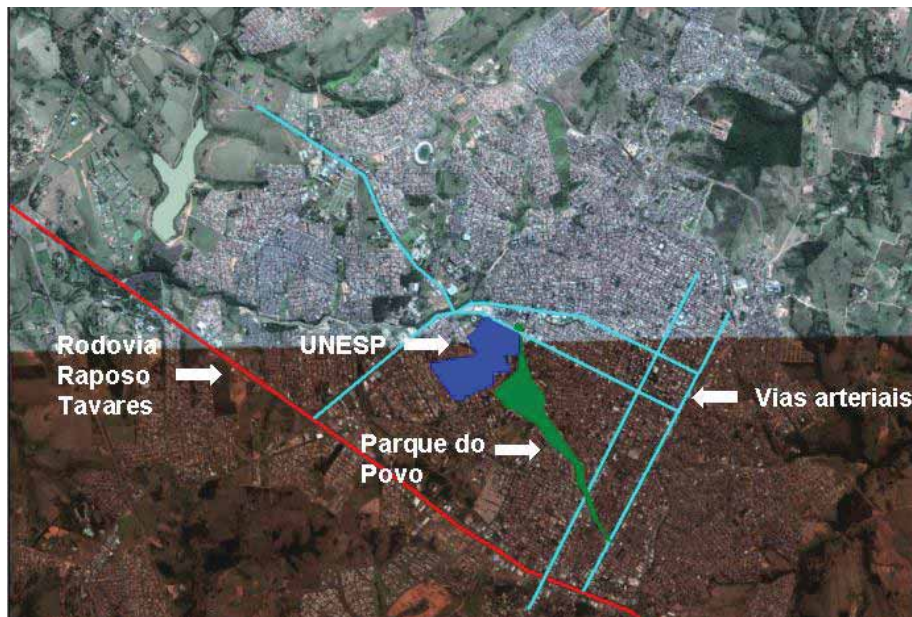 Rodovia
Raposo
Tavares
UNESP
Vias arteriais
Parque do
Povo